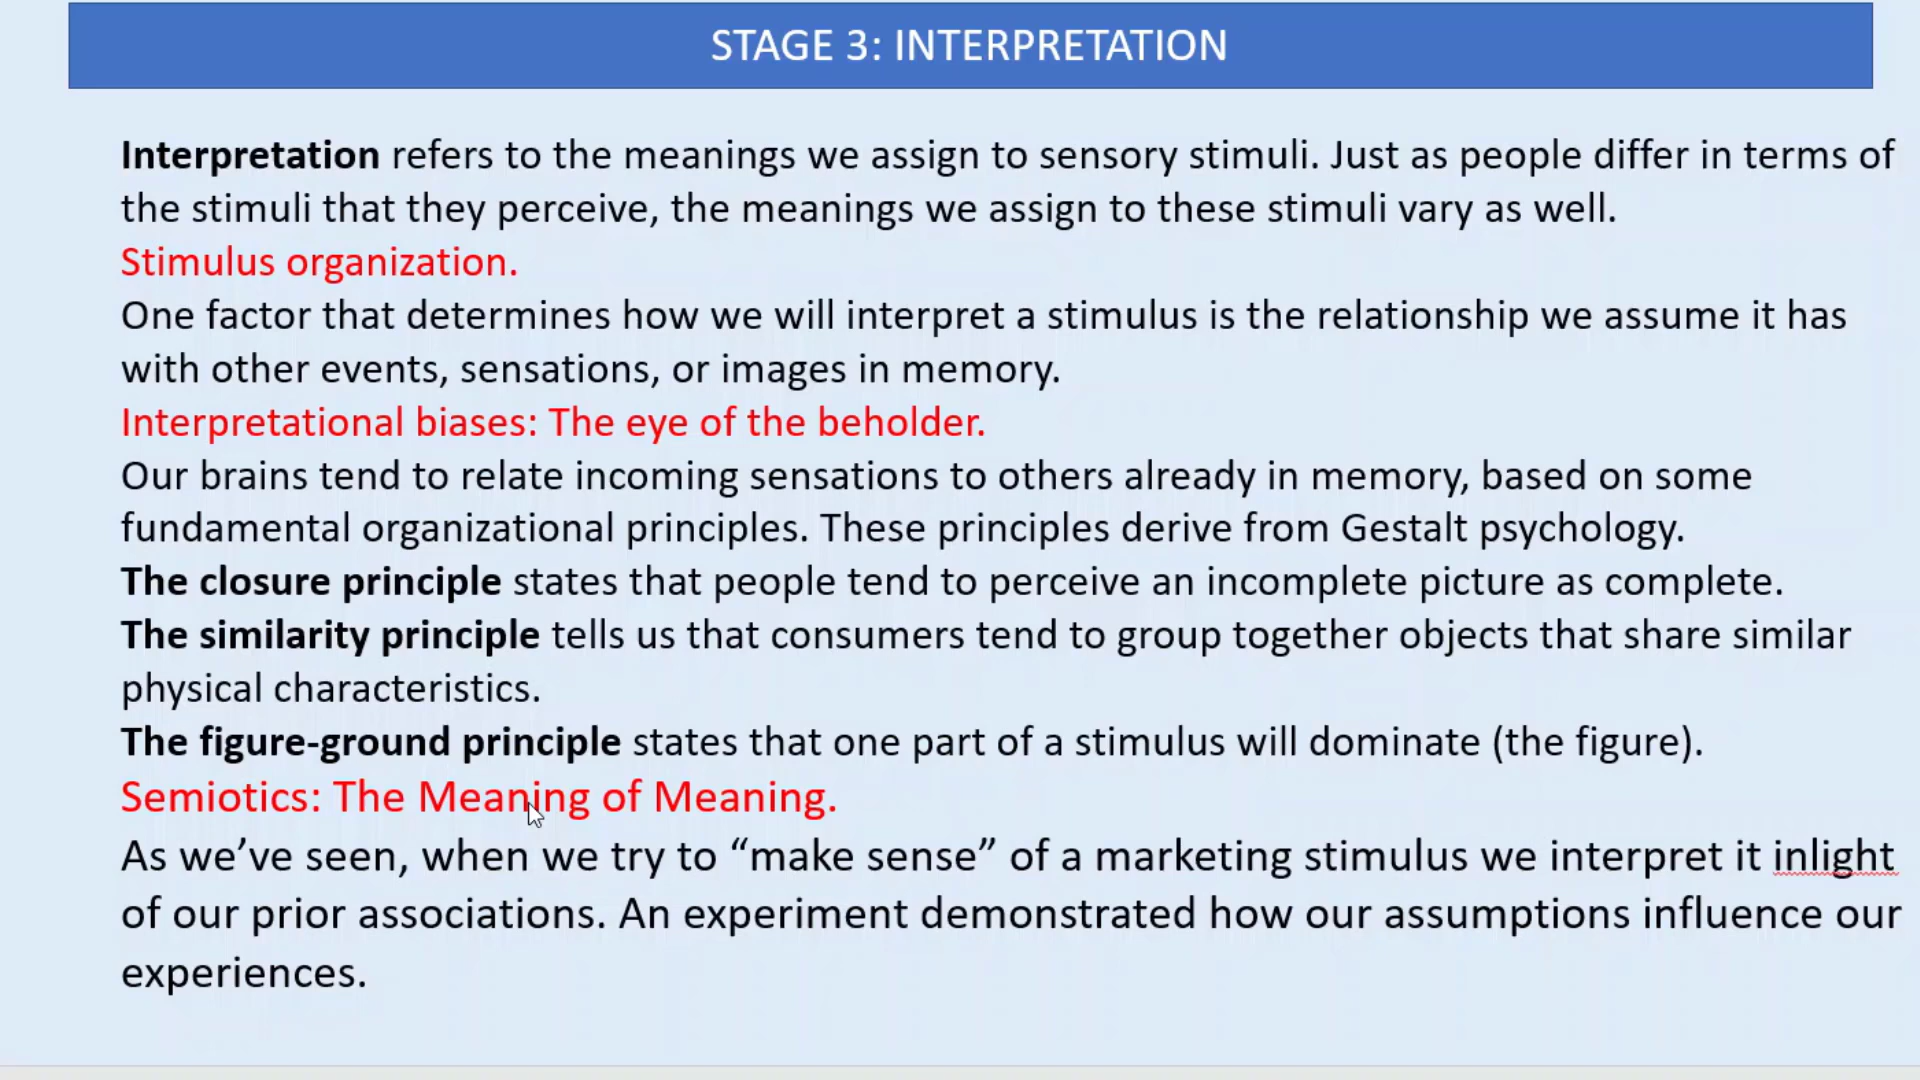 STAGE 3: INTERPRETATION
Interpretation refers to the meanings we assign to sensory stimuli. Just as people differ in terms of
the stimuli that they perceive, the meanings we assign to these stimuli vary as well.
Stimulus organization.
One factor that determines how we will interpret a stimulus is the relationship we assume it has
with other events, sensations, or images in memory.
Interpretational biases: The eye of the beholder.
Our brains tend to relate incoming sensations to others already in memory, based on some
fundamental organizational principles. These principles derive from Gestalt psychology.
The closure principle states that people tend to perceive an incomplete picture as complete.
The similarity principle tells us that consumers tend to group together objects that share similar
physical characteristics.
The figure-ground principle states that one part of a stimulus will dominate (the figure).
Semiotics: The Meaning of Meaning.
As we’ve seen, when we try to “make sense” of a marketing stimulus we interpret it inlight
of our prior associations. An experiment demonstrated how our assumptions influence our
experiences.